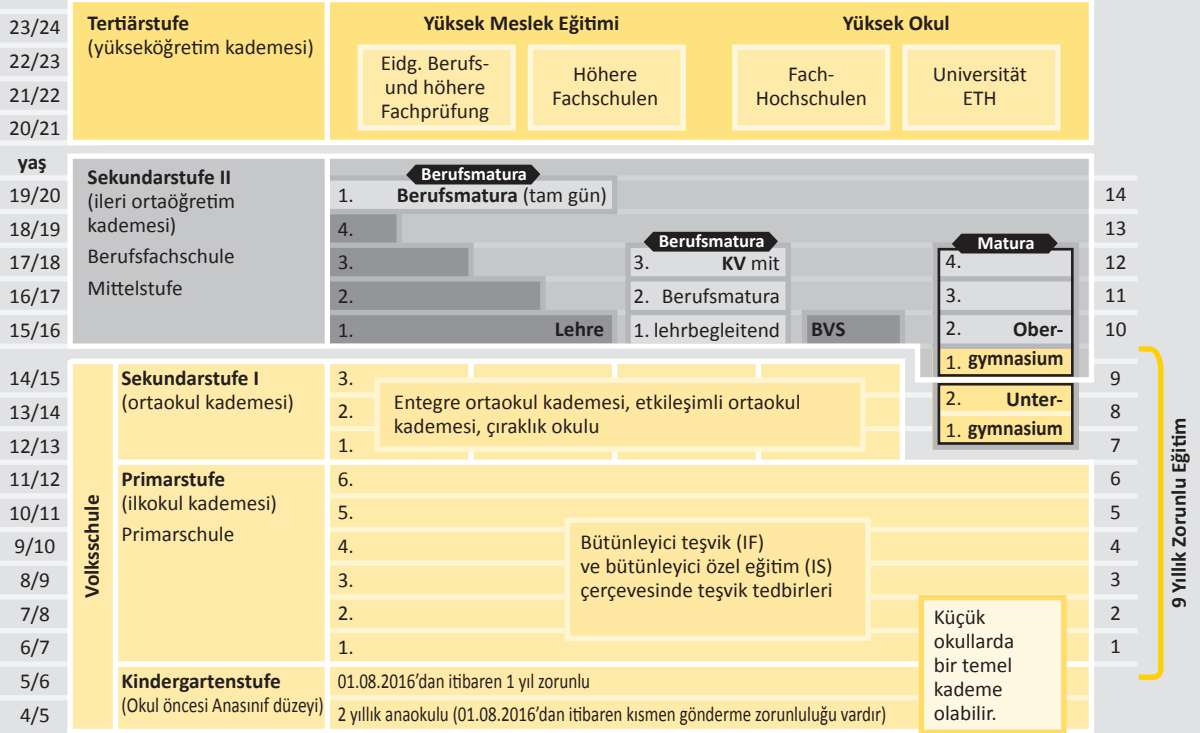 23/24
22/23
21/22
20/21
Tertiärstufe
(yükseköğretim kademesi)
Yüksek Meslek Eğitimi
Yüksek Okul
Eidg. Berufs-
und höhere
Fachprüfung
Höhere
Fachschulen
Fach-
Hochschulen
Universität
ETH
yaş
19/20
18/19
17/18
16/17
15/16
Sekundarstufe II
(ileri ortaöğretim
kademesi)
Berufsfachschule
Mittelstufe
Berufsmatura
1. Berufsmatura (tam gün)
4.
3.
2.
1. Lehre
Berufsmatura
3. KV mit
2. Berufsmatura
1. lehrbegleitend
BVS
Matura
4.
3.
2. Ober-
1. gymnasium
14
13
12
11
10
14/15
13/14
12/13
Sekundarstufe I
(ortaokul kademesi)
3.
2.
1.
Entegre ortaokul kademesi, etkileşimli ortaokul
kademesi, çıraklık okulu
2. Unter-
1. gymnasium
9
8
7
11/12
10/11
9/10
8/9
7/8
6/7
Volksschule
Primarstufe
(ilkokul kademesi)
Primarschule
6.
5.
4.
3.
2.
1.
Bütünleyici teşvik (IF)
ve bütünleyici özel eğitim (IS)
çerçevesinde teşvik tedbirleri
6
5
4
3
2
1
9 Yıllık Zorunlu Eğitim
Küçük
okullarda
bir temel
kademe
olabilir.
5/6
4/5
Kindergartenstufe
(Okul öncesi Anasınıf düzeyi)
01.08.2016’dan itibaren 1 yıl zorunlu
2 yıllık anaokulu (01.08.2016’dan itibaren kısmen gönderme zorunluluğu vardır)